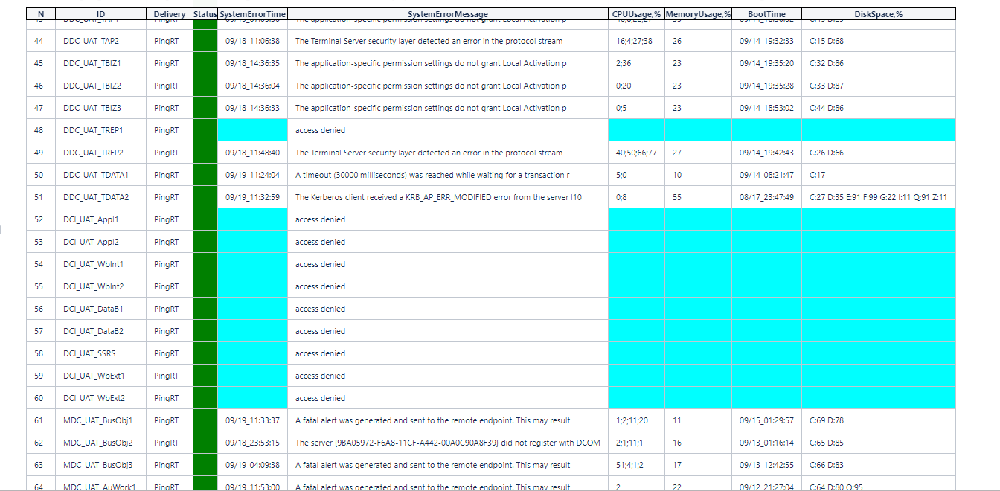 N ID Delivery Status SystemErrorTime SystemErrorMessage CPUUsage,% MemoryUsage,% BootTime DiskSpace,%
44 DDC_UAT_TAP2 PingRT 09/18_11:06:38 The Terminal Server security layer detected an error in the protocol stream 16;4;27;38 26 09/14_19:32:33 C:15 D:68
45 DDC_UAT_TBIZ1 PingRT 09/18_14:36:35 The application-specific permission settings do not grant Local Activation p 2;36 23 09/14_19:35:20 C:32 D:86
46 DDC_UAT_TBIZ2 PingRT 09/18_14:36:04 The application-specific permission settings do not grant Local Activation p 0;20 23 09/14_19:35:28 C:33 D:87
47 DDC_UAT_TBIZ3 PingRT 09/18_14:36:33 The application-specific permission settings do not grant Local Activation p 0;5 23 09/14_18:53:02 C:44 D:86
48 DDC_UAT_TREP1 PingRT access denied
49 DDC_UAT_TREP2 PingRT 09/18_11:48:40 The Terminal Server security layer detected an error in the protocol stream 40;50;66;77 27 09/14_19:42:43 C:26 D:66
50 DDC_UAT_TDATA1 PingRT 09/19_11:24:04 A timeout (30000 milliseconds) was reached while waiting for a transaction r 5;0 10 09/14_08:21:47 C:17
51 DDC_UAT_TDATA2 PingRT 09/19_11:32:59 The Kerberos client received a KRB_AP_ERR_MODIFIED error from the server l10 0;8 55 08/17_23:47:49 C:27 D:35 E:91 F:99 G:22 I:11 Q:91 Z:11
52 DCI_UAT_Appl1 PingRT access denied
53 DCI_UAT_Appl2 PingRT access denied
54 DCI_UAT_WbInt1 PingRT access denied
55 DCI_UAT_WbInt2 PingRT access denied
56 DCI_UAT_DataB1 PingRT access denied
57 DCI_UAT_DataB2 PingRT access denied
58 DCI_UAT_SSRS PingRT access denied
59 DCI_UAT_WbExt1 PingRT access denied
60 DCI_UAT_WbExt2 PingRT access denied
61 MDC_UAT_BusObj1 PingRT 09/19_11:33:37 A fatal alert was generated and sent to the remote endpoint. This may result 1;2;11;20 11 09/15_01:29:57 C:69 D:78
62 MDC_UAT_BusObj2 PingRT 09/18_23:53:15 The server {9BA05972-F6A8-11CF-A442-00A0C90A8F39} did not register with DCOM 2;1;11;1 16 09/13_01:16:14 C:65 D:85
63 MDC_UAT_BusObj3 PingRT 09/19_04:09:38 A fatal alert was generated and sent to the remote endpoint. This may result 51;4;1;2 17 09/13_12:42:55 C:66 D:83
64 MDC_UAT_AuWork1 PingRT 09/19_11:53:00 A fatal alert was generated and sent to the remote endpoint. This may result 2 22 09/12_21:27:04 C:64 D:80 Q:95